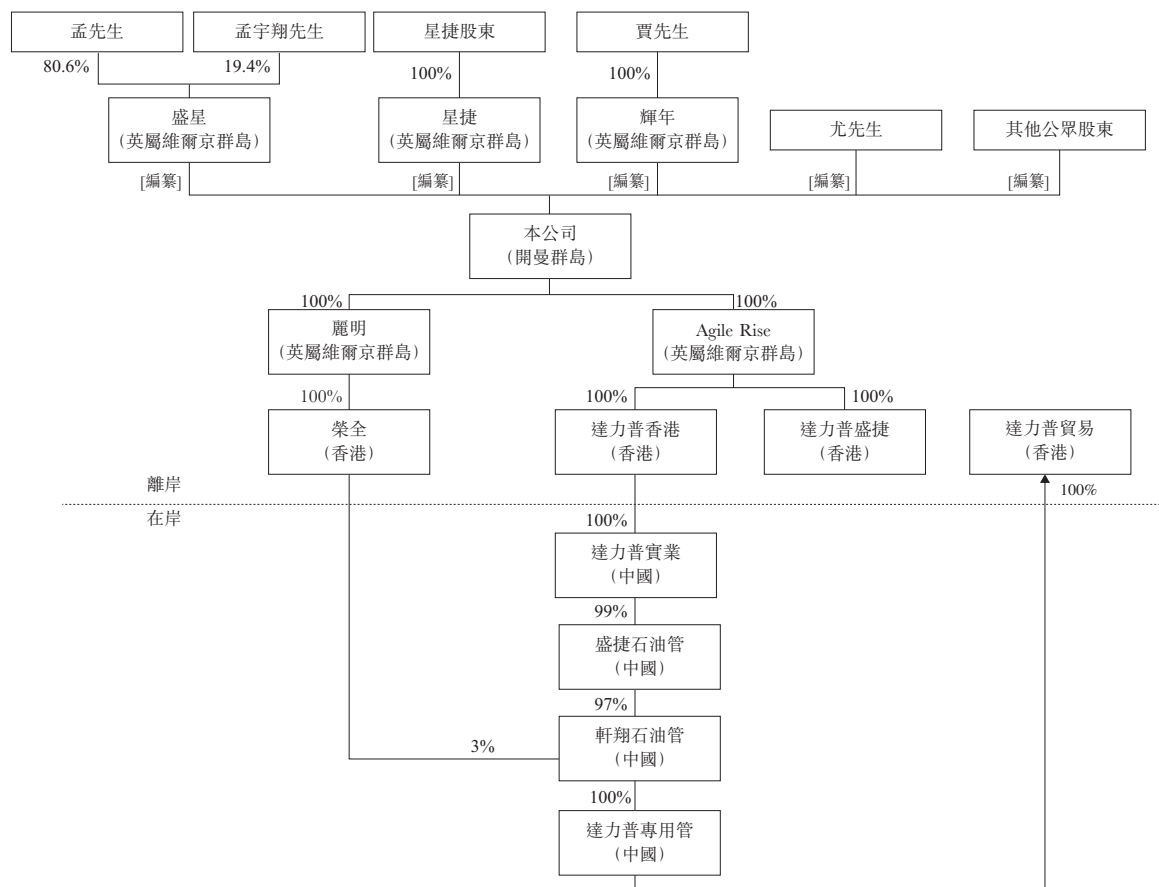 孟先生
孟宇翔先生
星捷股東
賈先生
80.6%
19.4%
100%
100%
盛星
（英屬維爾京群島）
星捷
（英屬維爾京群島）
輝年
（英屬維爾京群島）
尤先生
其他公眾股東
[編纂]
[編纂]
[編纂]
[編纂]
[編纂]
本公司
（開曼群島）
100%
100%
麗明
（英屬維爾京群島）
Agile Rise
（英屬維爾京群島）
100%
100%
100%
榮全
（香港）
達力普香港
（香港）
達力普盛捷
（香港）
達力普貿易
（香港）
離岸
100%
在岸
100%
達力普實業
（中國）
99%
盛捷石油管
（中國）
97%
軒翔石油管
（中國）
3%
100%
達力普專用管
（中國）